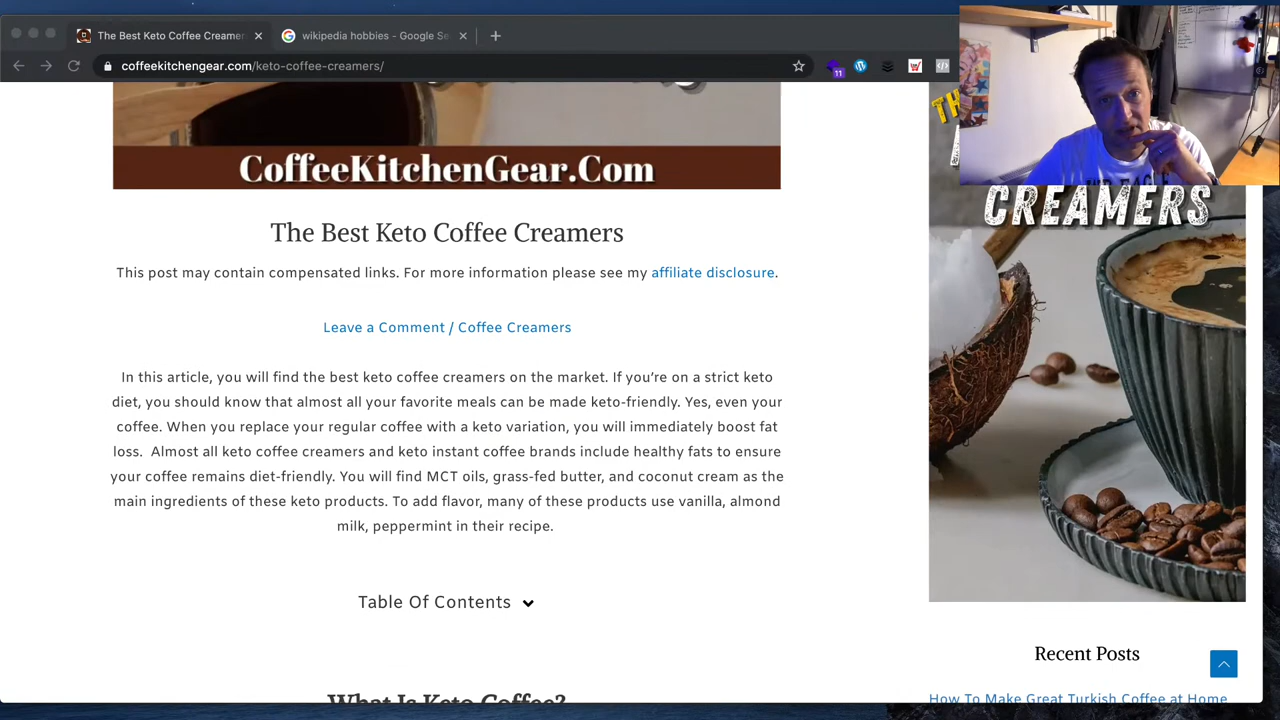 The Best Keto Coffee Creamer
wikipedia hobbies - Google Se
coffeekitchengear.com/keto-coffee-creamers/
11
TH
CoffeeKitchenGear.Com
CREAMERS
The Best Keto Coffee Creamers
This post may contain compensated links. For more information please see my affiliate disclosure.
Leave a Comment / Coffee Creamers
In this article, you will find the best keto coffee creamers on the market. If you’re on a strict keto
diet, you should know that almost all your favorite meals can be made keto-friendly. Yes, even your
coffee. When you replace your regular coffee with a keto variation, you will immediately boost fat
loss. Almost all keto coffee creamers and keto instant coffee brands include healthy fats to ensure
your coffee remains diet-friendly. You will find MCT oils, grass-fed butter, and coconut cream as the
main ingredients of these keto products. To add flavor, many of these products use vanilla, almond
milk, peppermint in their recipe.
Table Of Contents
What Is Keto Coffee?
Recent Posts
How To Make Great Turkish Coffee at Home